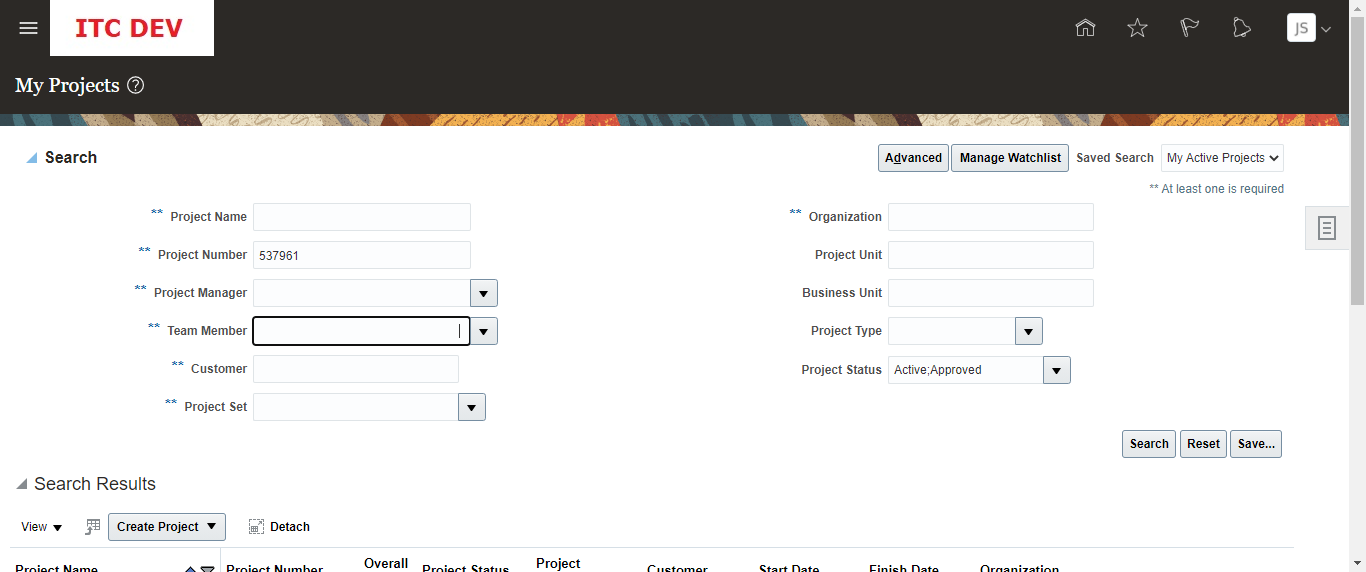 ITC DEV
JS
My Projects
Search
Advanced Manage Watchlist Saved Search My Active Projects
** At least one is required
** Project Name
** Project Number 537961
** Project Manager
** Team Member
** Customer
** Project Set
** Organization
Project Unit
Business Unit
Project Type
Project Status Active;Approved
Search Reset Save...
Search Results
View Create Project Detach
Project Name Project Number Overall Project Status Project Customer Start Date Finish Date Organization